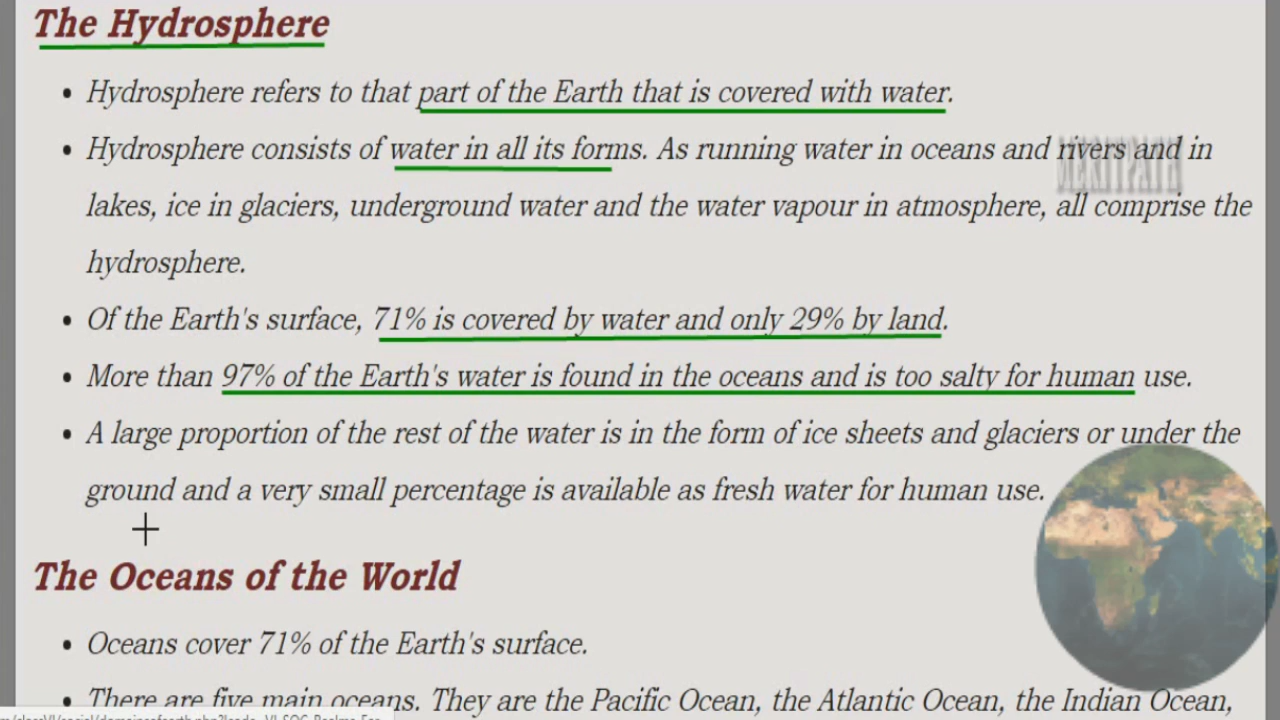 The Hydrosphere
• Hydrosphere refers to that part of the Earth that is covered with water.
• Hydrosphere consists of water in all its forms. As running water in oceans and rivers and in
lakes, ice in glaciers, underground water and the water vapour in atmosphere, all comprise the
hydrosphere.
• Of the Earth's surface, 71% is covered by water and only 29% by land.
• More than 97% of the Earth's water is found in the oceans and is too salty for human use.
• A large proportion of the rest of the water is in the form of ice sheets and glaciers or under the
ground and a very small percentage is available as fresh water for human use.
The Oceans of the World
• Oceans cover 71% of the Earth's surface.
• There are five main oceans. They are the Pacific Ocean, the Atlantic Ocean, the Indian Ocean,